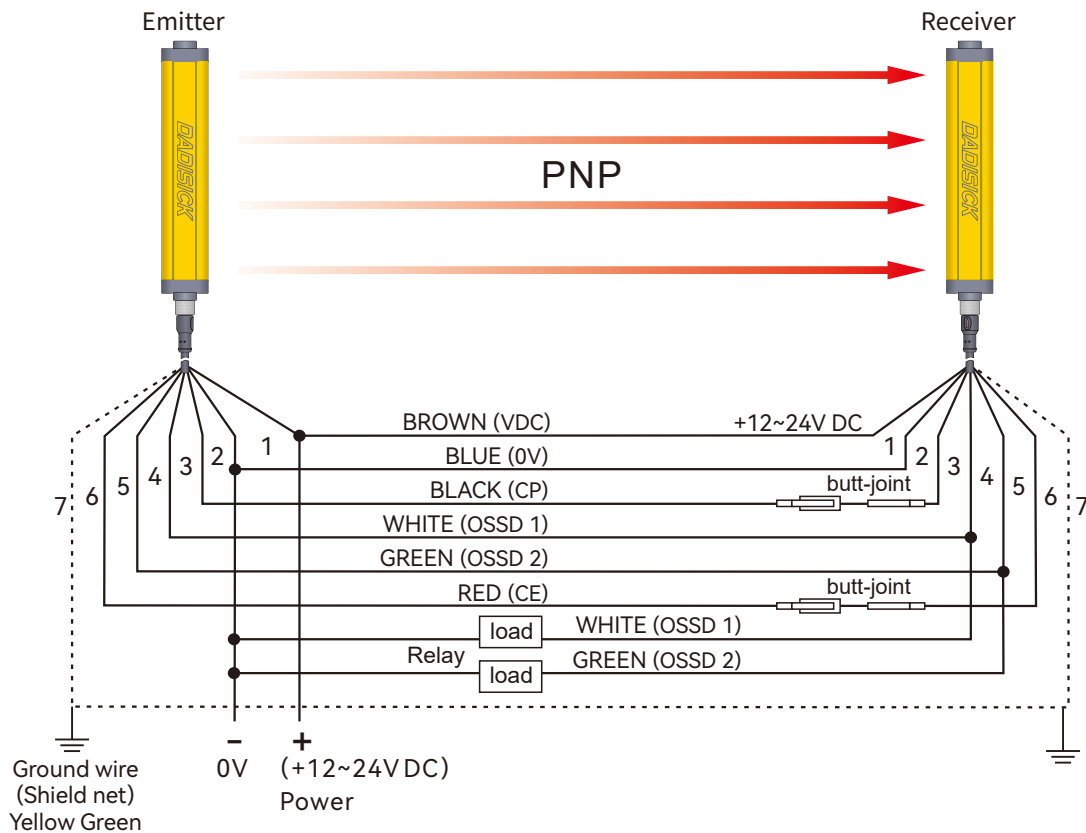 Emitter
Receiver
DADISICK
DADISICK
PNP
BROWN (VDC)
+12~24V DC
BLUE (0V)
BLACK (CP)
butt-joint
WHITE (OSSD 1)
GREEN (OSSD 2)
RED (CE)
butt-joint
7 6 5 4 3 2 1
1 2 3 4 5 6 7
load
WHITE (OSSD 1)
Relay
load
GREEN (OSSD 2)
- +
0V
(+12~24V DC)
Power
Ground wire
(Shield net)
Yellow Green